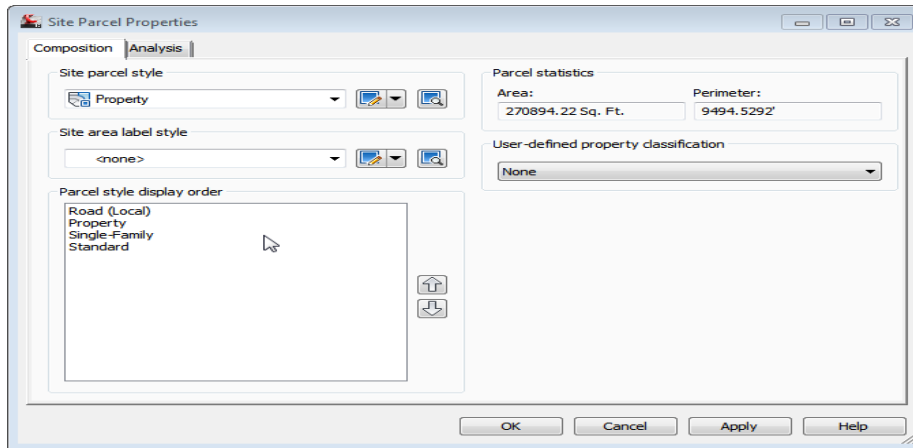 Site Parcel Properties
Composition
Analysis
Site parcel style
Property
Site area label style
<none>
Parcel style display order
Road (Local)
Property
Single-Family
Standard
Parcel statistics
Area:
Perimeter:
270894.22 Sq. Ft.
9494.5292'
User-defined property classification
None
OK
Cancel
Apply
Help